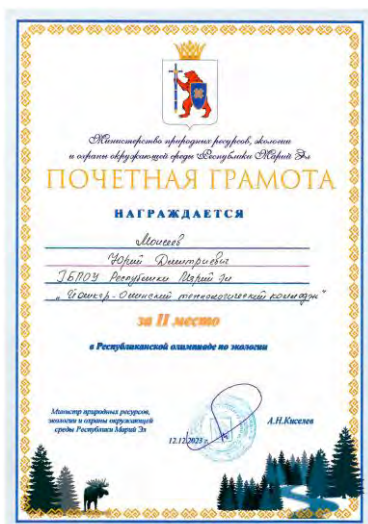 Министерство природных ресурсов, экологии
и охраны окружающей среды Республики Марий Эл
ПОЧЕТНАЯ ГРАМОТА
НАГРАЖДАЕТСЯ
Моисеев
Юрий Дмитриевич
ГБПОУ Республики Марий Эл
„Йошкар-Олинский технологический колледж"
за II место
в Республиканской олимпиаде по экологии
Министр природных ресурсов,
экологии и охраны окружающей
среды Республики Марий Эл
А.Н.Киселев
12.12.2023 г.